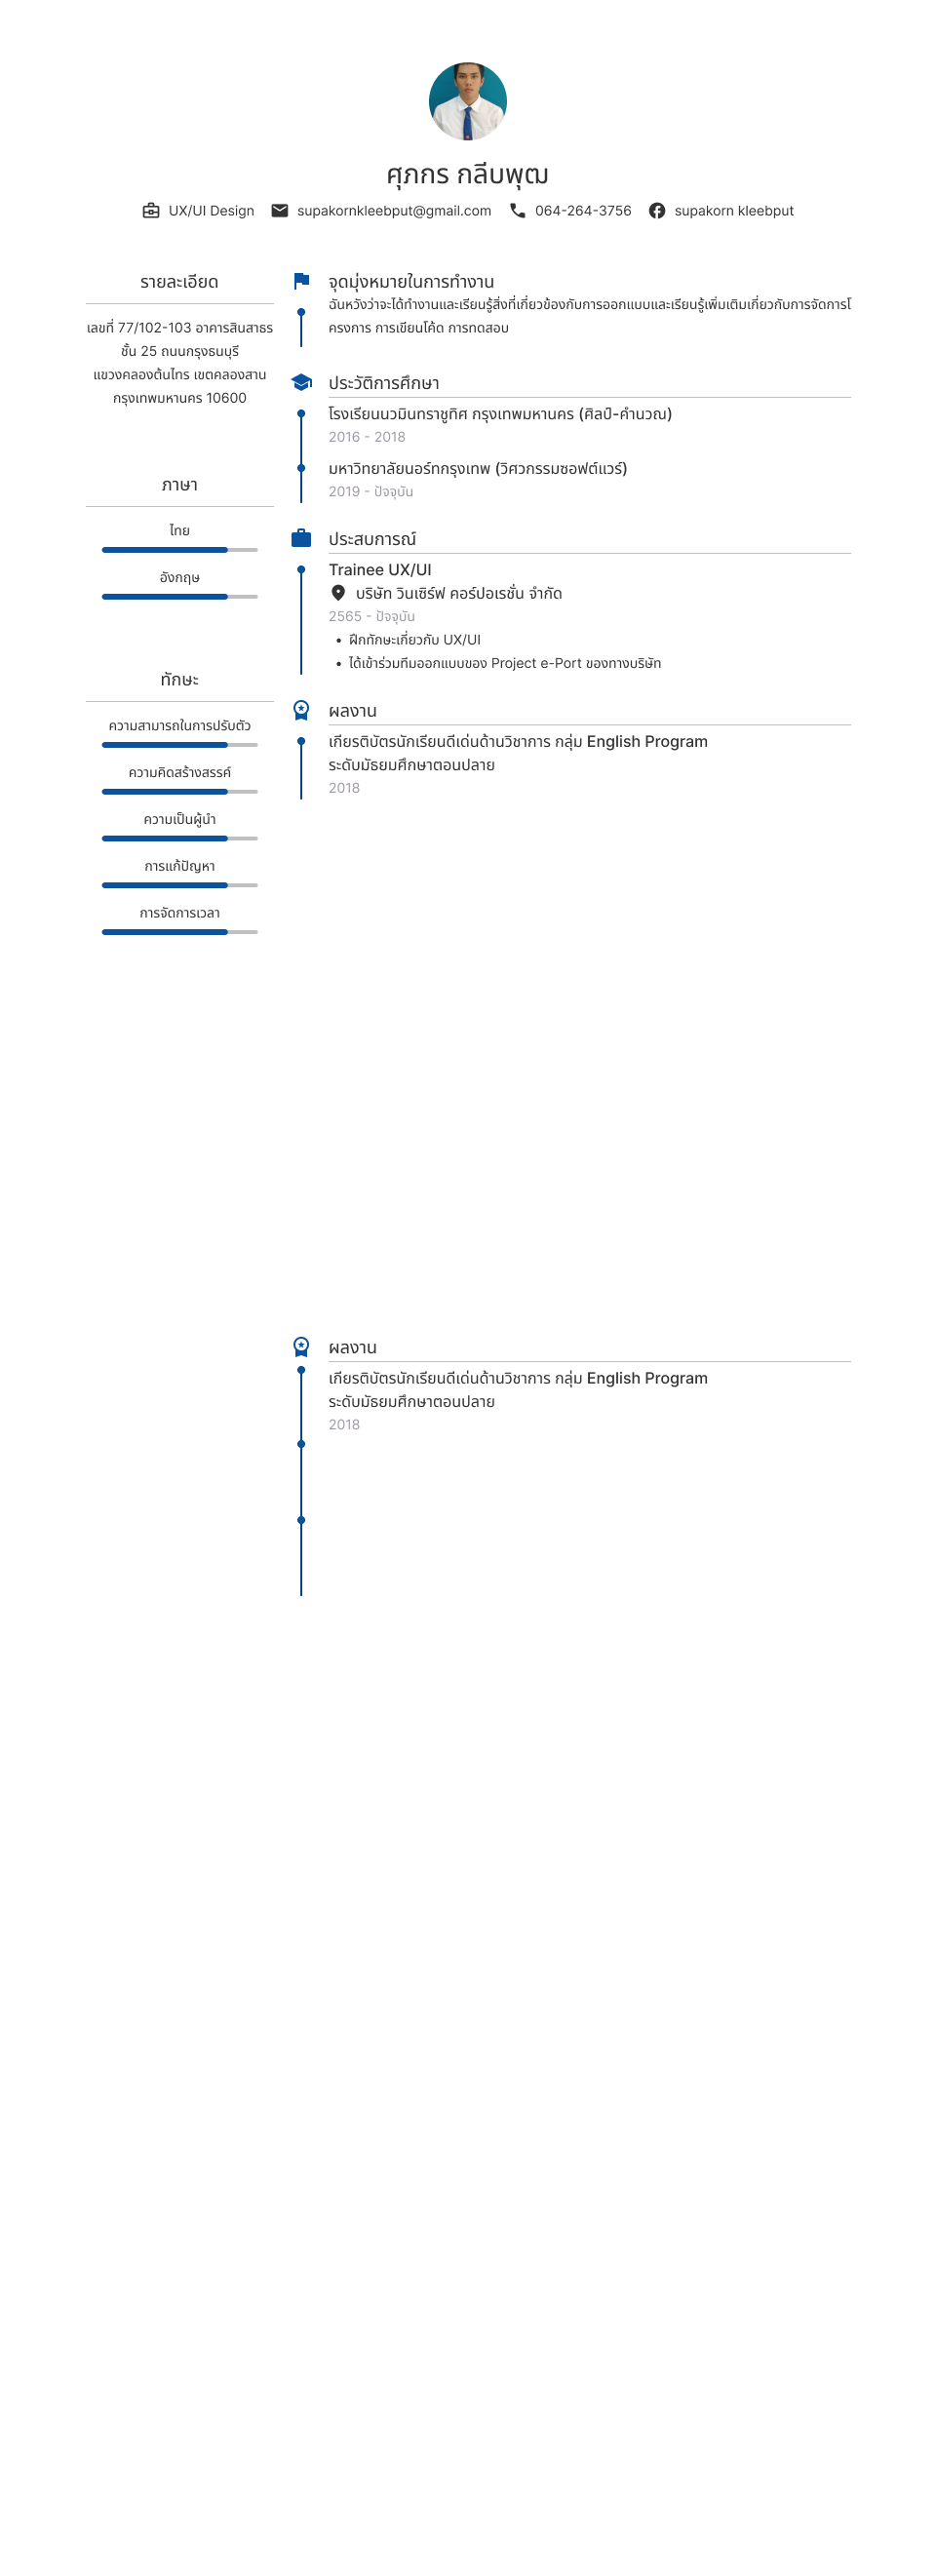 ศุภกร กลีบพุฒ
UX/UI Design supakornkleebput@gmail.com 064-264-3756 supakorn kleebput
รายละเอียด
เลขที่ 77/102-103 อาคารสินสาธร
ชั้น 25 ถนนกรุงธนบุรี
แขวงคลองต้นไทร เขตคลองสาน
กรุงเทพมหานคร 10600
ภาษา
ไทย
อังกฤษ
ทักษะ
ความสามารถในการปรับตัว
ความคิดสร้างสรรค์
ความเป็นผู้นำ
การแก้ปัญหา
การจัดการเวลา
จุดมุ่งหมายในการทำงาน
ฉันหวังว่าจะได้ทำงานและเรียนรู้สิ่งที่เกี่ยวข้องกับการออกแบบและเรียนรู้เพิ่มเติมเกี่ยวกับการจัดการโ
ครงการ การเขียนโค้ด การทดสอบ
ประวัติการศึกษา
โรงเรียนนวมินทราชูทิศ กรุงเทพมหานคร (ศิลป์-คำนวณ)
2016 - 2018
มหาวิทยาลัยนอร์ทกรุงเทพ (วิศวกรรมซอฟต์แวร์)
2019 - ปัจจุบัน
ประสบการณ์
Trainee UX/UI
บริษัท วินเซิร์ฟ คอร์ปอเรชั่น จำกัด
2565 - ปัจจุบัน
• ฝึกทักษะเกี่ยวกับ UX/UI
• ได้เข้าร่วมทีมออกแบบของ Project e-Port ของทางบริษัท
ผลงาน
เกียรติบัตรนักเรียนดีเด่นด้านวิชาการ กลุ่ม English Program
ระดับมัธยมศึกษาตอนปลาย
2018
ผลงาน
เกียรติบัตรนักเรียนดีเด่นด้านวิชาการ กลุ่ม English Program
ระดับมัธยมศึกษาตอนปลาย
2018